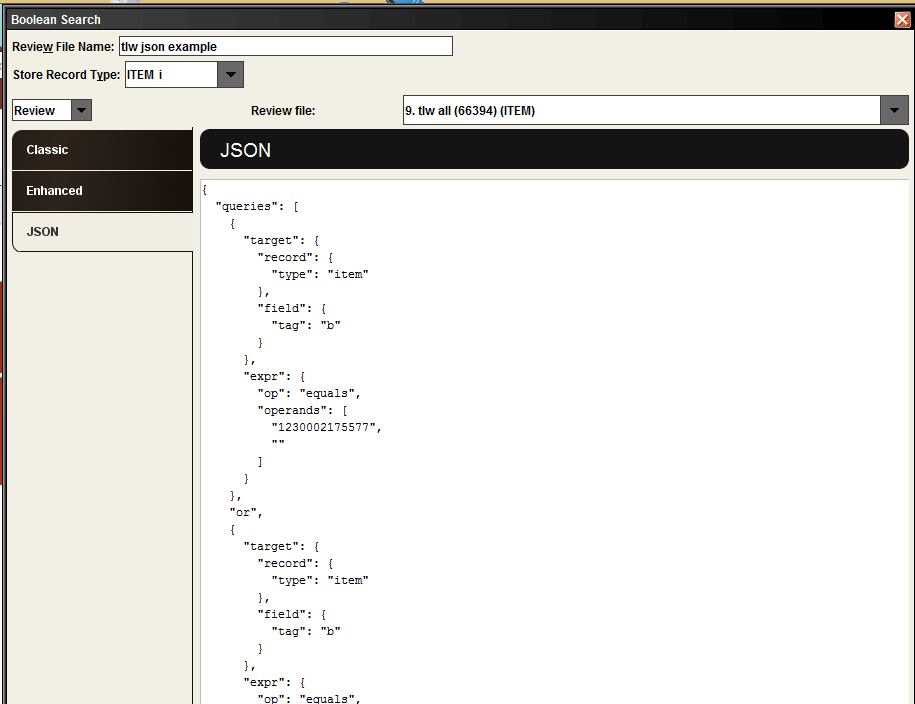 Boolean Search
Review File Name: tlw json example
Store Record Type: ITEM i
Review Review file: 9. tlw all (66394) (ITEM)
Classic
Enhanced
JSON
JSON
{
  "queries": [
    {
      "target": {
        "record": {
          "type": "item"
        },
        "field": {
          "tag": "b"
        }
      },
      "expr": {
        "op": "equals",
        "operands": [
          "1230002175577",
          ""
        ]
      }
    },
    "or",
    {
      "target": {
        "record": {
          "type": "item"
        },
        "field": {
          "tag": "b"
        }
      },
      "expr": {
        "op": "equals",